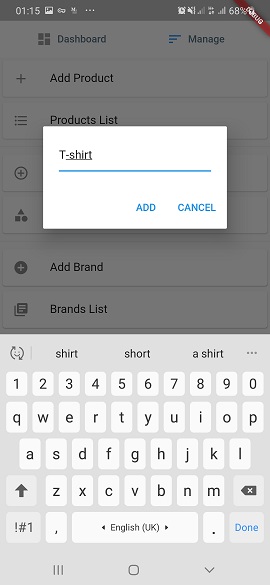 01:15 68%
Dashboard Manage
Add Product
Products List
T-shirt
ADD CANCEL
Add Brand
Brands List
shirt short a shirt
1 2 3 4 5 6 7 8 9 0
q w e r t y u i o p
a s d f g h j k l
z x c v b n m
!#1 , English (UK) . Done